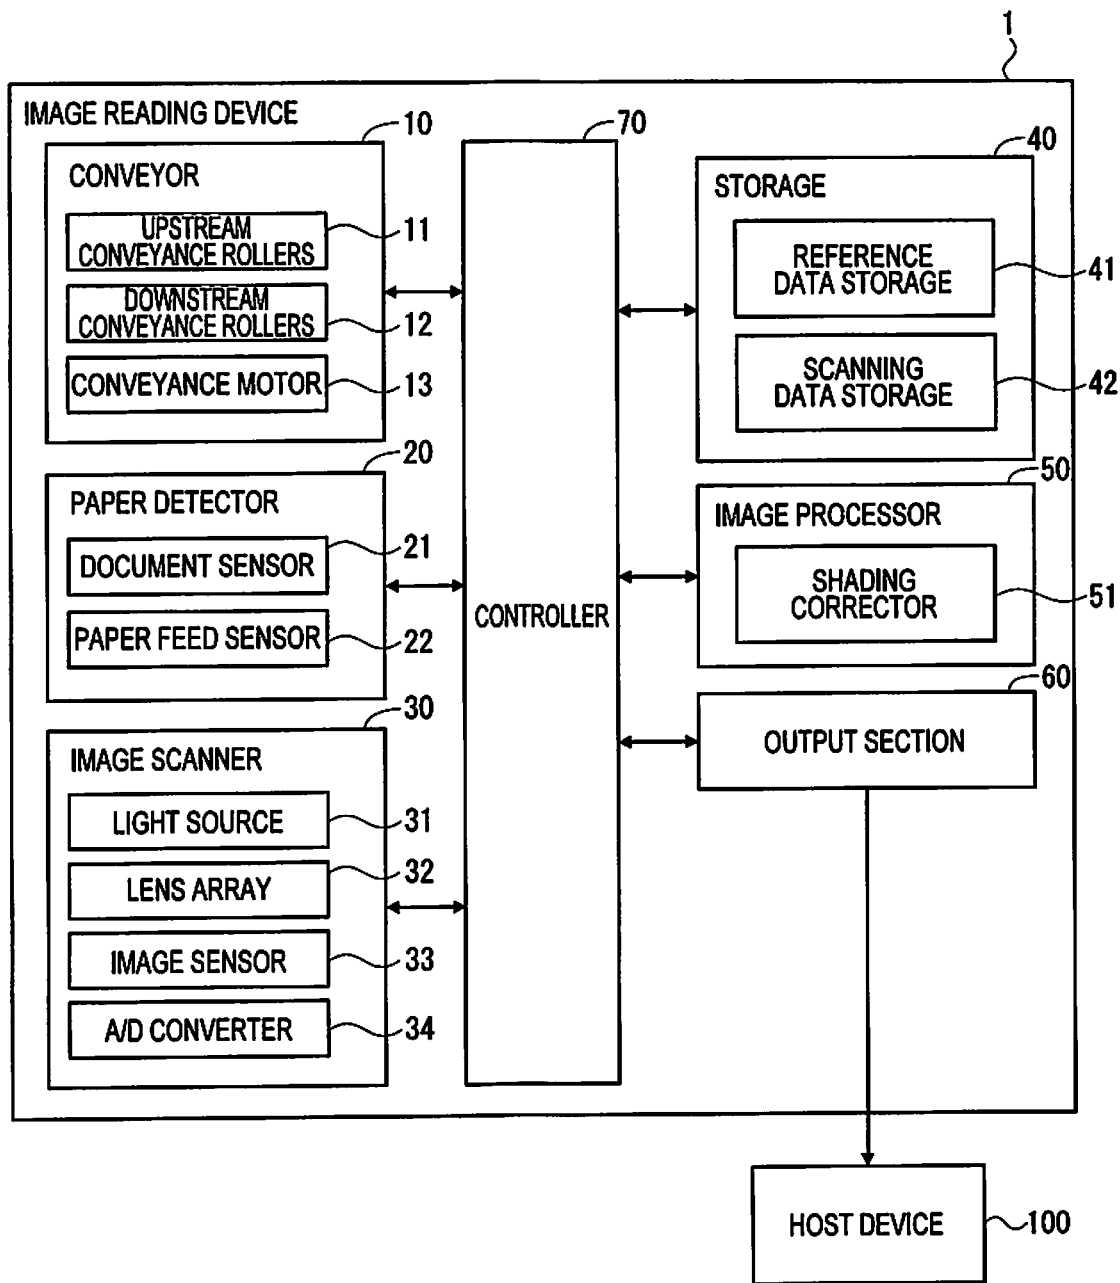 1
IMAGE READING DEVICE
10
CONVEYOR
UPSTREAM
CONVEYANCE ROLLERS
11
DOWNSTREAM
CONVEYANCE ROLLERS
12
CONVEYANCE MOTOR
13
20
PAPER DETECTOR
DOCUMENT SENSOR
21
PAPER FEED SENSOR
22
30
IMAGE SCANNER
LIGHT SOURCE
31
LENS ARRAY
32
IMAGE SENSOR
33
A/D CONVERTER
34
70
CONTROLLER
40
STORAGE
REFERENCE
DATA STORAGE
41
SCANNING
DATA STORAGE
42
50
IMAGE PROCESSOR
SHADING
CORRECTOR
51
60
OUTPUT SECTION
HOST DEVICE
100